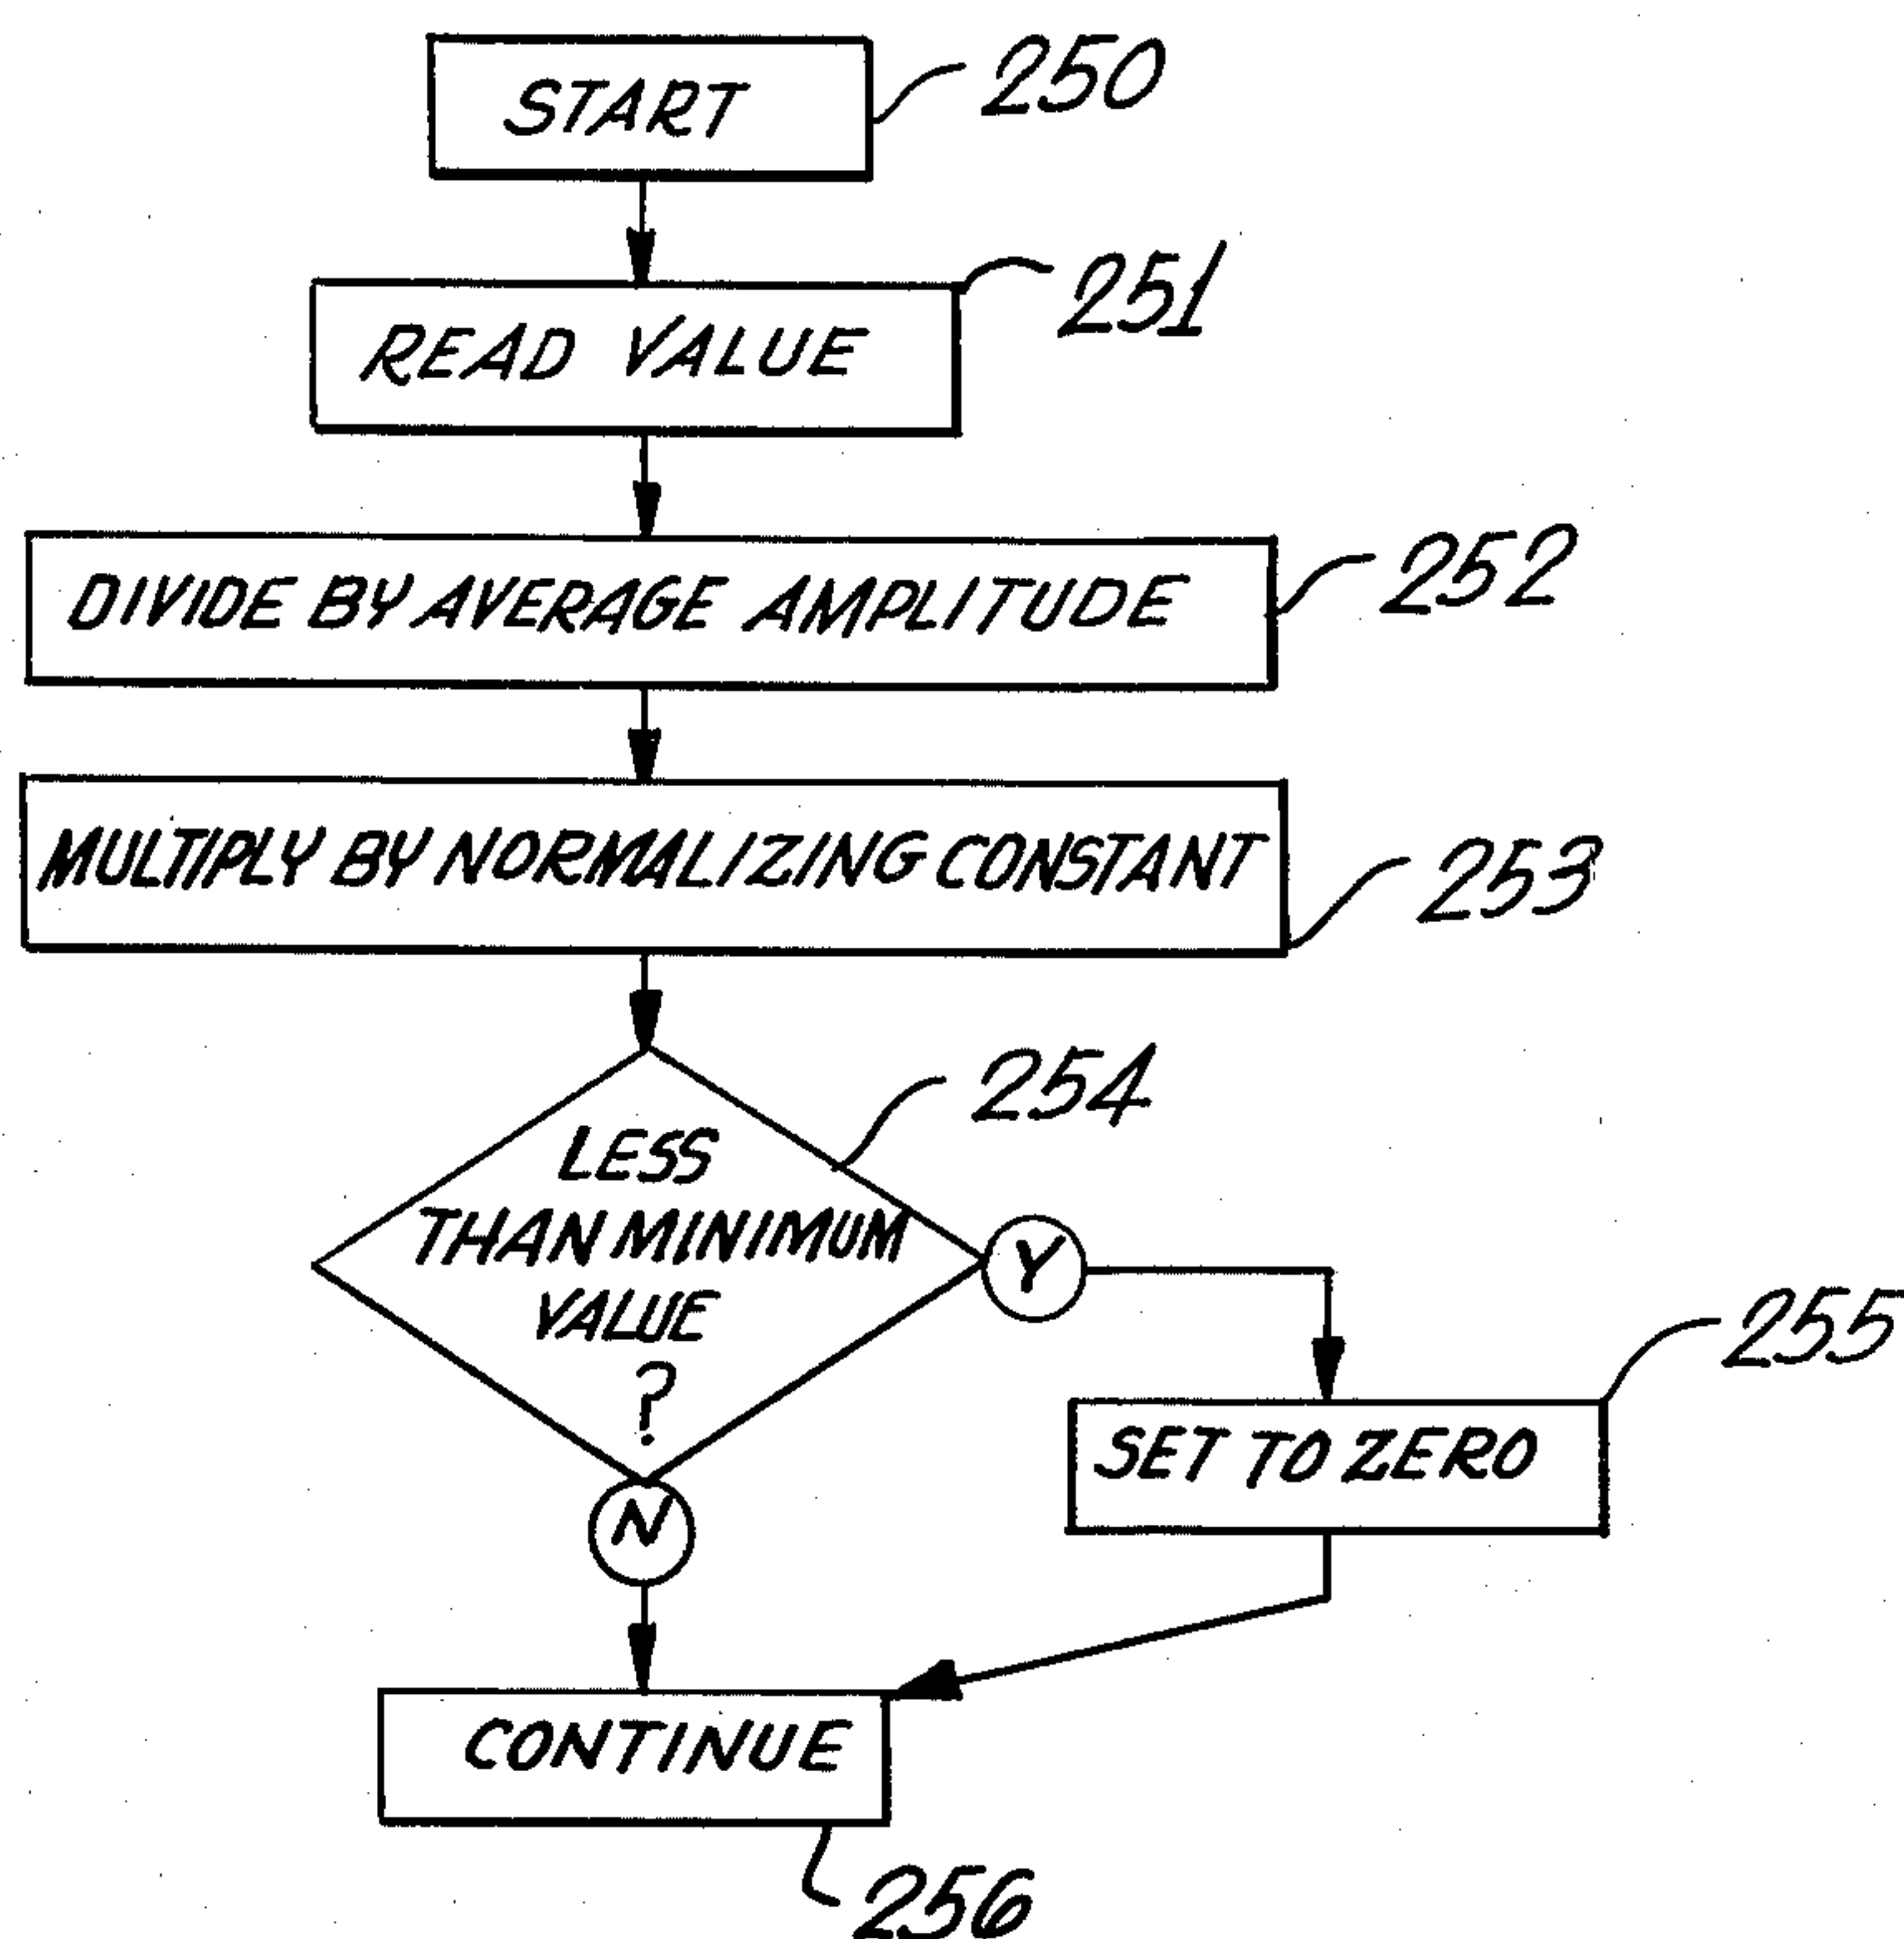 START
250
READ VALUE
251
DIVIDE BY AVERAGE AMPLITUDE
252
MULTIPLY BY NORMALIZING CONSTANT
253
254
LESS
THAN MINIMUM
VALUE
?
Y
255
SET TO ZERO
N
CONTINUE
256